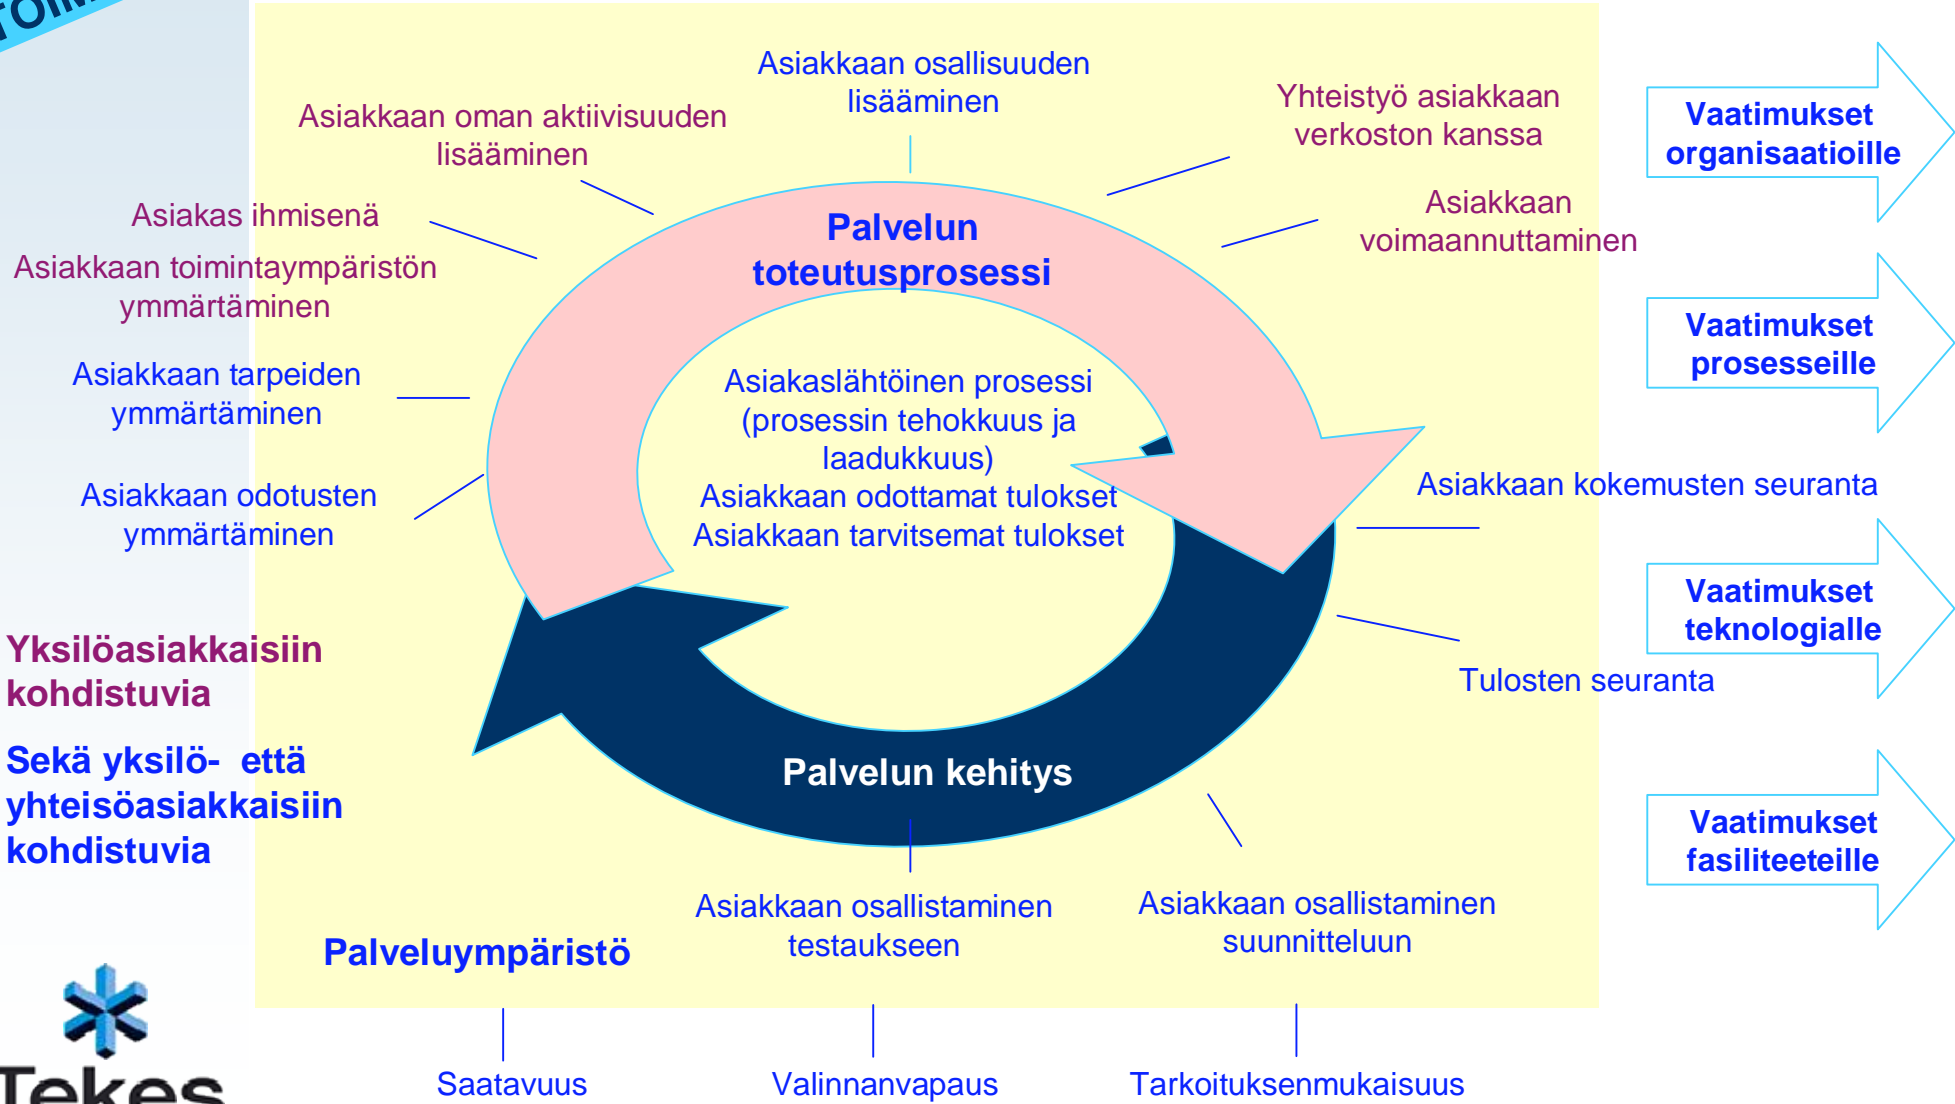 Asiakkaan osallisuuden
lisääminen
Asiakkaan oman aktiivisuuden
lisääminen
Yhteistyö asiakkaan
verkoston kanssa
Asiakas ihmisenä
Asiakkaan
voimaannuttaminen
Asiakkaan toimintaympäristön
ymmärtäminen
Palvelun
toteutusprosessi
Asiakkaan tarpeiden
ymmärtäminen
Asiakaslähtöinen prosessi
(prosessin tehokkuus ja
laadukkuus)
Asiakkaan odottamat tulokset
Asiakkaan tarvitsemat tulokset
Asiakkaan odotusten
ymmärtäminen
Asiakkaan kokemusten seuranta
Tulosten seuranta
Palvelun kehitys
Asiakkaan osallistaminen
testaukseen
Asiakkaan osallistaminen
suunnitteluun
Palveluympäristö
Saatavuus
Valinnanvapaus
Tarkoituksenmukaisuus
Yksilöasiakkaisiin
kohdistuvia
Sekä yksilö- että
yhteisöasiakkaisiin
kohdistuvia
Vaatimukset
organisaatioille
Vaatimukset
prosesseille
Vaatimukset
teknologialle
Vaatimukset
fasiliteeteille
Tekes